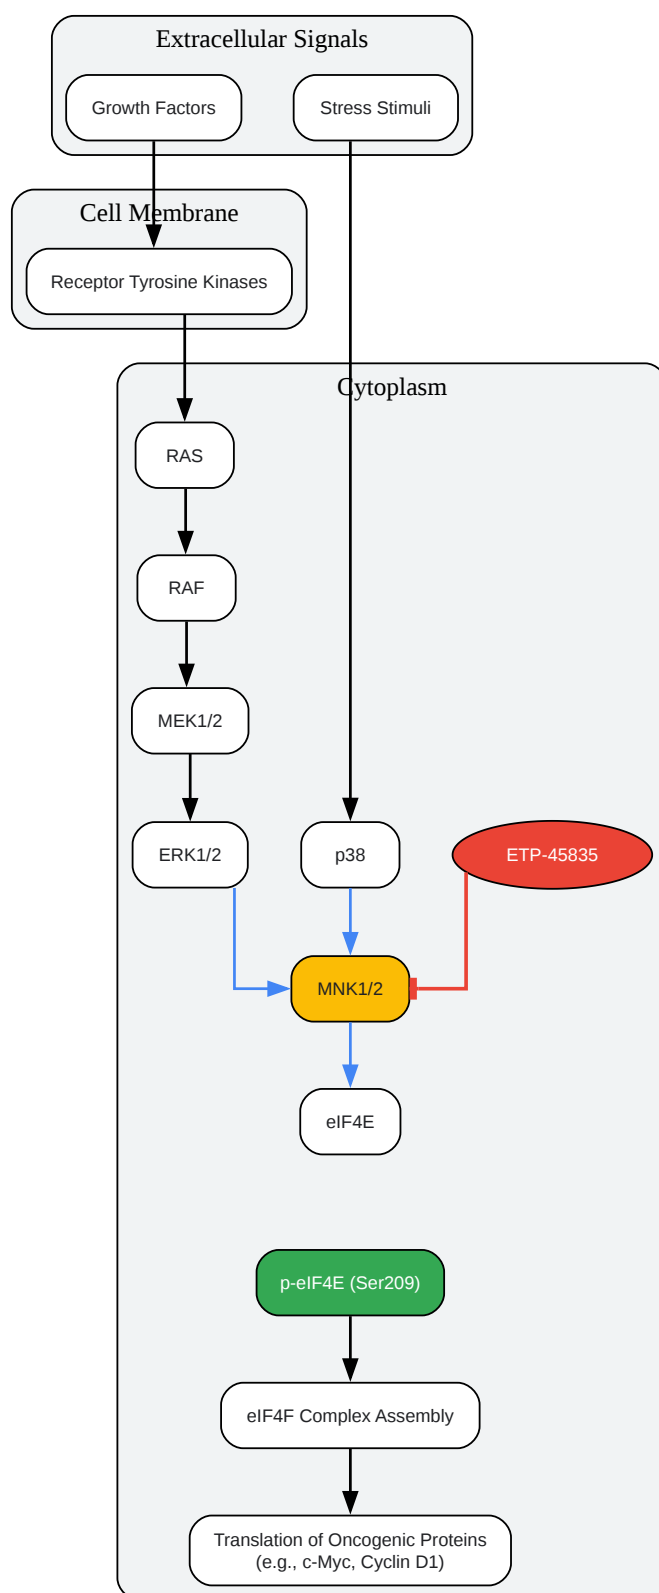 Extracellular Signals
Growth Factors
Stress Stimuli
Cell Membrane
Receptor Tyrosine Kinases
Cytoplasm
RAS
RAF
MEK1/2
ERK1/2
p38
ETP-45835
MNK1/2
eIF4E
p-eIF4E (Ser209)
eIF4F Complex Assembly
Translation of Oncogenic Proteins
(e.g., c-Myc, Cyclin D1)